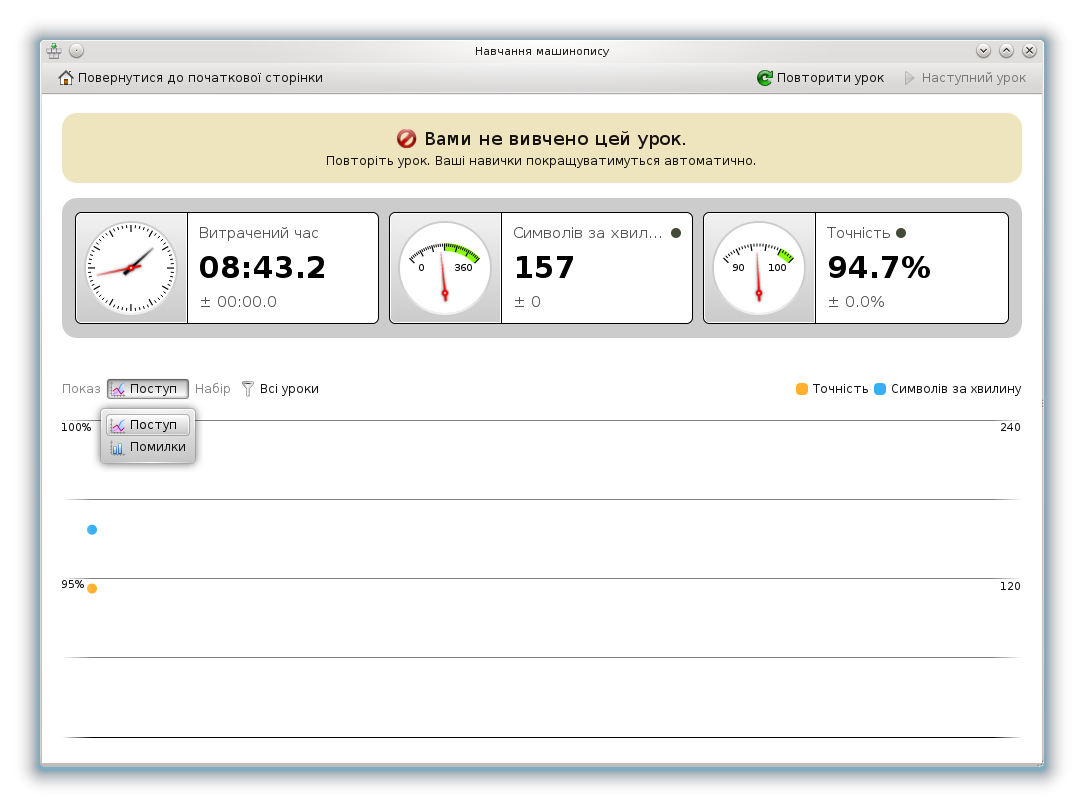 Навчання машинопису
Повернутися до початкової сторінки
Повторити урок
Наступний урок
Вами не вивчено цей урок.
Повторіть урок. Ваші навички покращуватимуться автоматично.
Витрачений час
08:43.2
± 00:00.0
0 360
Символів за хвил...
157
± 0
90 100
Точність
94.7%
± 0.0%
Показ Поступ Набір Всі уроки
Точність Символів за хвилину
Поступ
Помилки
100% 240
95% 120